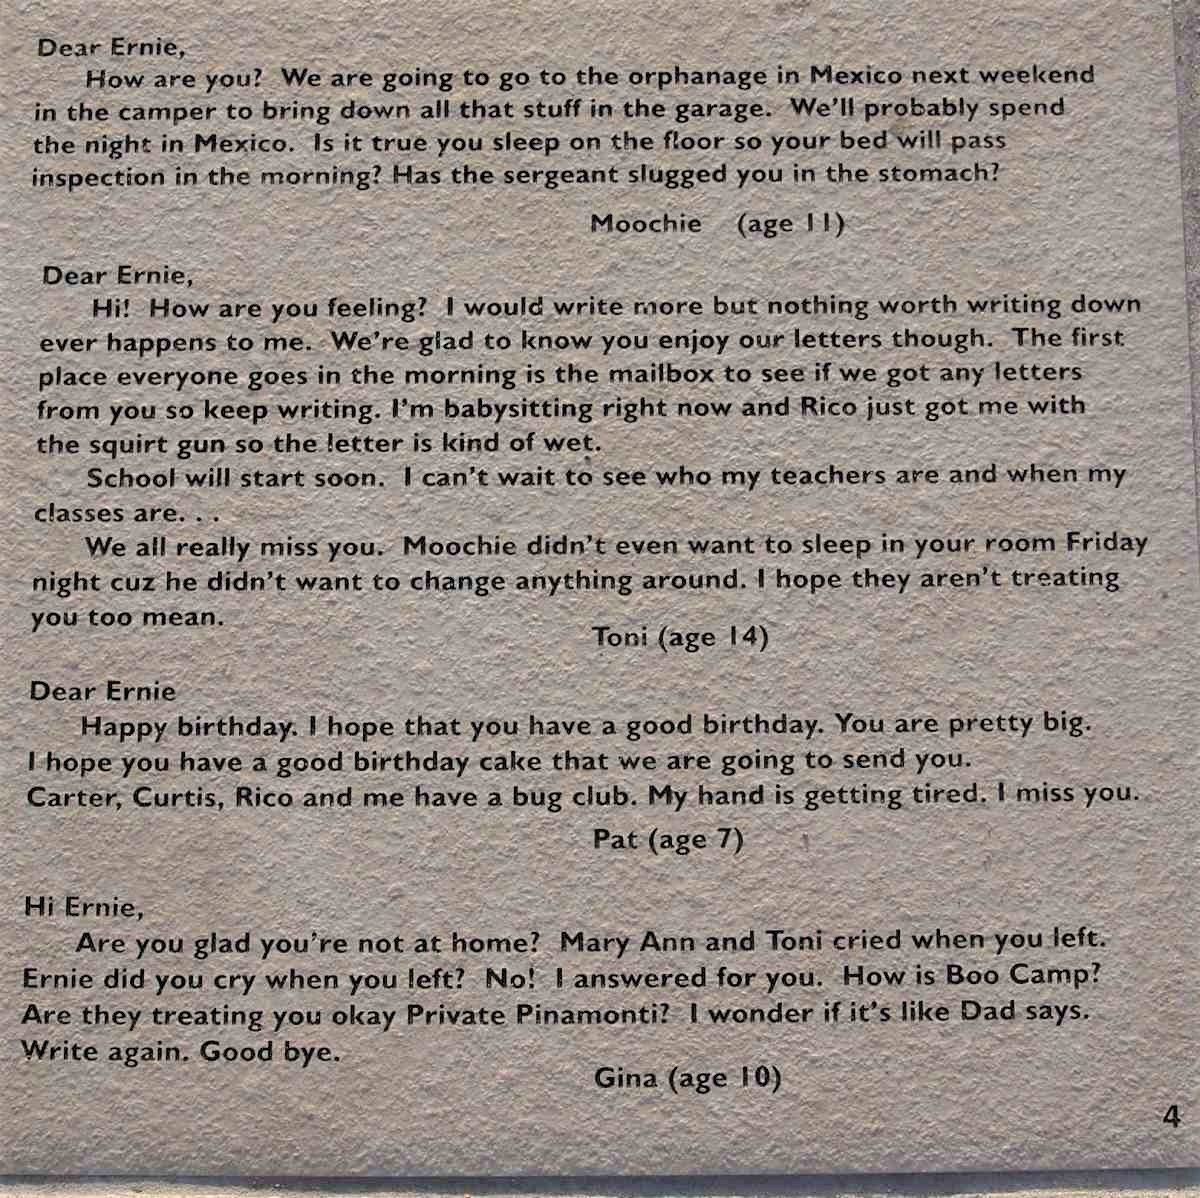 Dear Ernie,
How are you? We are going to go to the orphanage in Mexico next weekend
in the camper to bring down all that stuff in the garage. We'll probably spend
the night in Mexico. Is it true you sleep on the floor so your bed will pass
inspection in the morning? Has the sergeant slugged you in the stomach?
Moochie (age 11)
Dear Ernie,
Hi! How are you feeling? I would write more but nothing worth writing down
ever happens to me. We're glad to know you enjoy our letters though. The first
place everyone goes in the morning is the mailbox to see if we got any letters
from you so keep writing. I'm babysitting right now and Rico just got me with
the squirt gun so the letter is kind of wet.
School will start soon. I can't wait to see who my teachers are and when my
classes are. . .
We all really miss you. Moochie didn't even want to sleep in your room Friday
night cuz he didn't want to change anything around. I hope they aren't treating
you too mean.
Toni (age 14)
Dear Ernie
Happy birthday. I hope that you have a good birthday. You are pretty big.
I hope you have a good birthday cake that we are going to send you.
Carter, Curtis, Rico and me have a bug club. My hand is getting tired. I miss you.
Pat (age 7)
Hi Ernie,
Are you glad you're not at home? Mary Ann and Toni cried when you left.
Ernie did you cry when you left? No! I answered for you. How is Boo Camp?
Are they treating you okay Private Pinamonti? I wonder if it's like Dad says.
Write again. Good bye.
Gina (age 10)
4